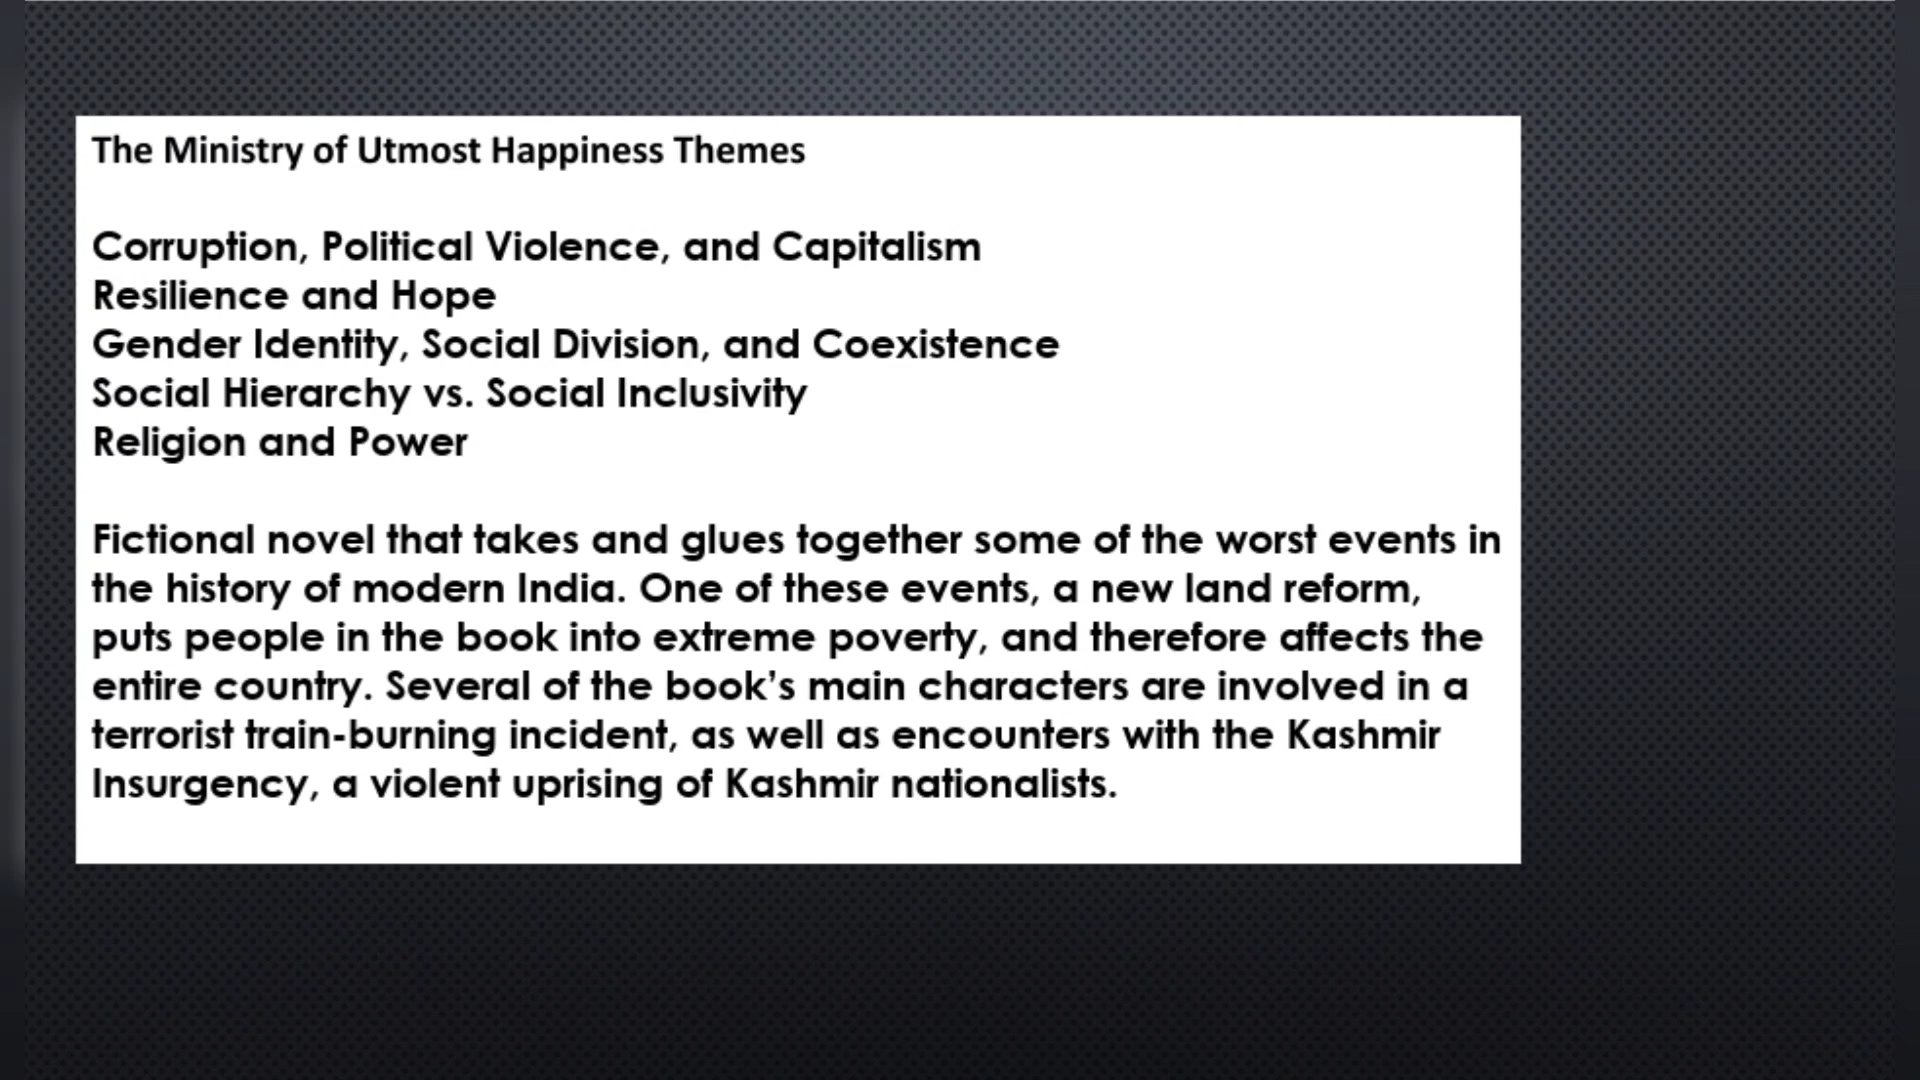 The Ministry of Utmost Happiness Themes
Corruption, Political Violence, and Capitalism
Resilience and Hope
Gender Identity, Social Division, and Coexistence
Social Hierarchy vs. Social Inclusivity
Religion and Power
Fictional novel that takes and glues together some of the worst events in
the history of modern India. One of these events, a new land reform,
puts people in the book into extreme poverty, and therefore affects the
entire country. Several of the book’s main characters are involved in a
terrorist train-burning incident, as well as encounters with the Kashmir
Insurgency, a violent uprising of Kashmir nationalists.